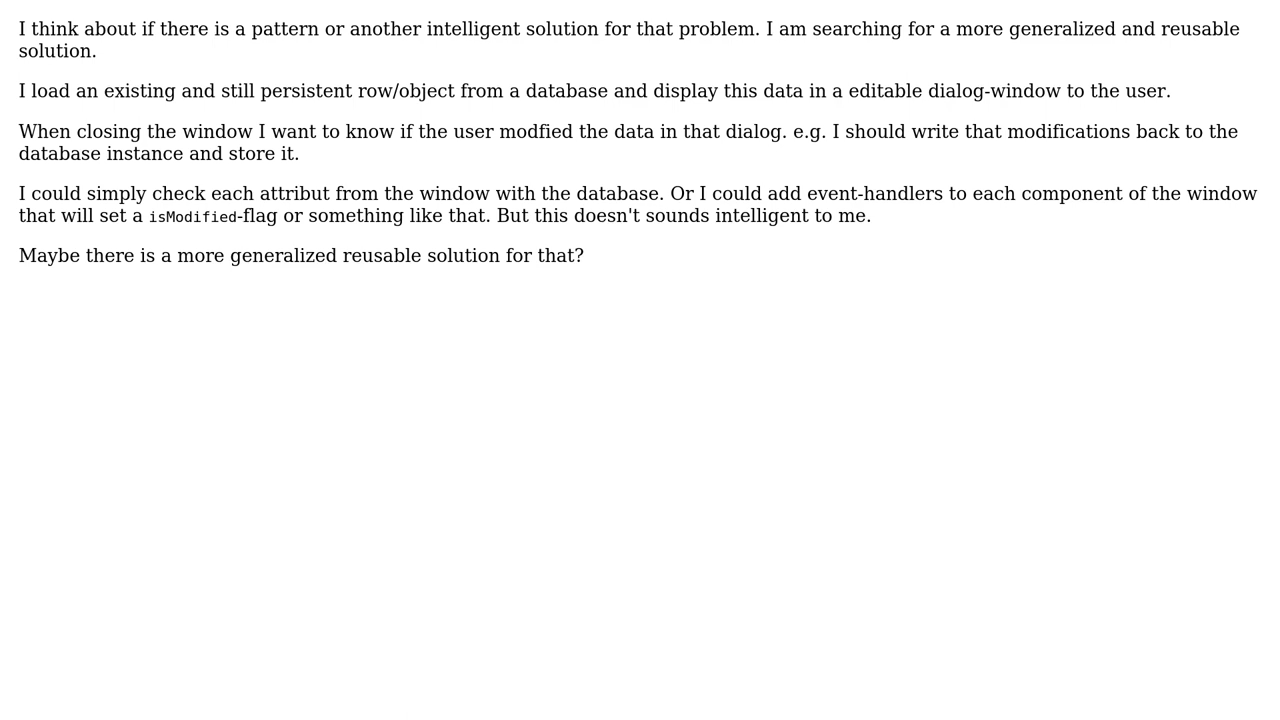 I think about if there is a pattern or another intelligent solution for that problem. I am searching for a more generalized and reusable
solution.
I load an existing and still persistent row/object from a database and display this data in a editable dialog-window to the user.
When closing the window I want to know if the user modfied the data in that dialog. e.g. I should write that modifications back to the
database instance and store it.
I could simply check each attribut from the window with the database. Or I could add event-handlers to each component of the window
that will set a isModified-flag or something like that. But this doesn't sounds intelligent to me.
Maybe there is a more generalized reusable solution for that?